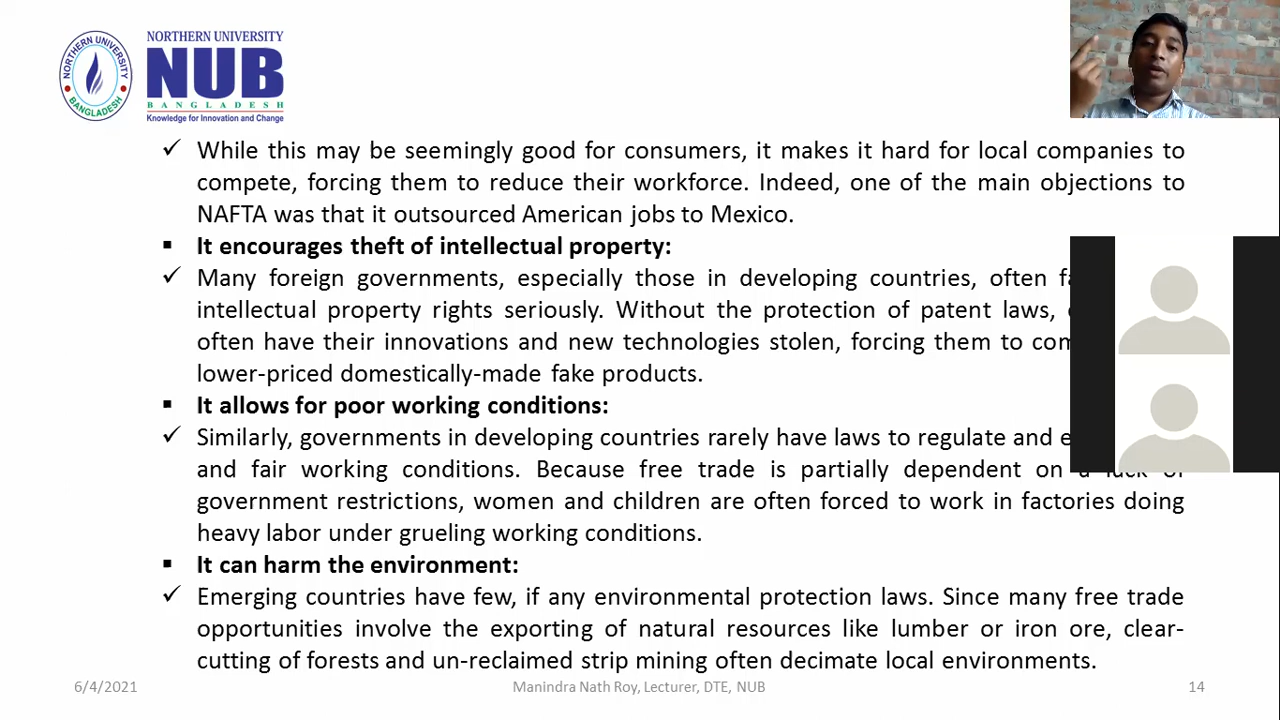 NORTHERN UNIVERSITY
BANGLADESH
NORTHERN UNIVERSITY
NUB
BANGLADESH
Knowledge for Innovation and Change
✓ While this may be seemingly good for consumers, it makes it hard for local companies to
compete, forcing them to reduce their workforce. Indeed, one of the main objections to
NAFTA was that it outsourced American jobs to Mexico.
▪ It encourages theft of intellectual property:
✓ Many foreign governments, especially those in developing countries, often
intellectual property rights seriously. Without the protection of patent laws,
often have their innovations and new technologies stolen, forcing them to
lower-priced domestically-made fake products.
▪ It allows for poor working conditions:
✓ Similarly, governments in developing countries rarely have laws to regulate and
and fair working conditions. Because free trade is partially dependent on a lack of
government restrictions, women and children are often forced to work in factories doing
heavy labor under grueling working conditions.
▪ It can harm the environment:
✓ Emerging countries have few, if any environmental protection laws. Since many free trade
opportunities involve the exporting of natural resources like lumber or iron ore, clear-
cutting of forests and un-reclaimed strip mining often decimate local environments.
6/4/2021
Manindra Nath Roy, Lecturer, DTE, NUB
14